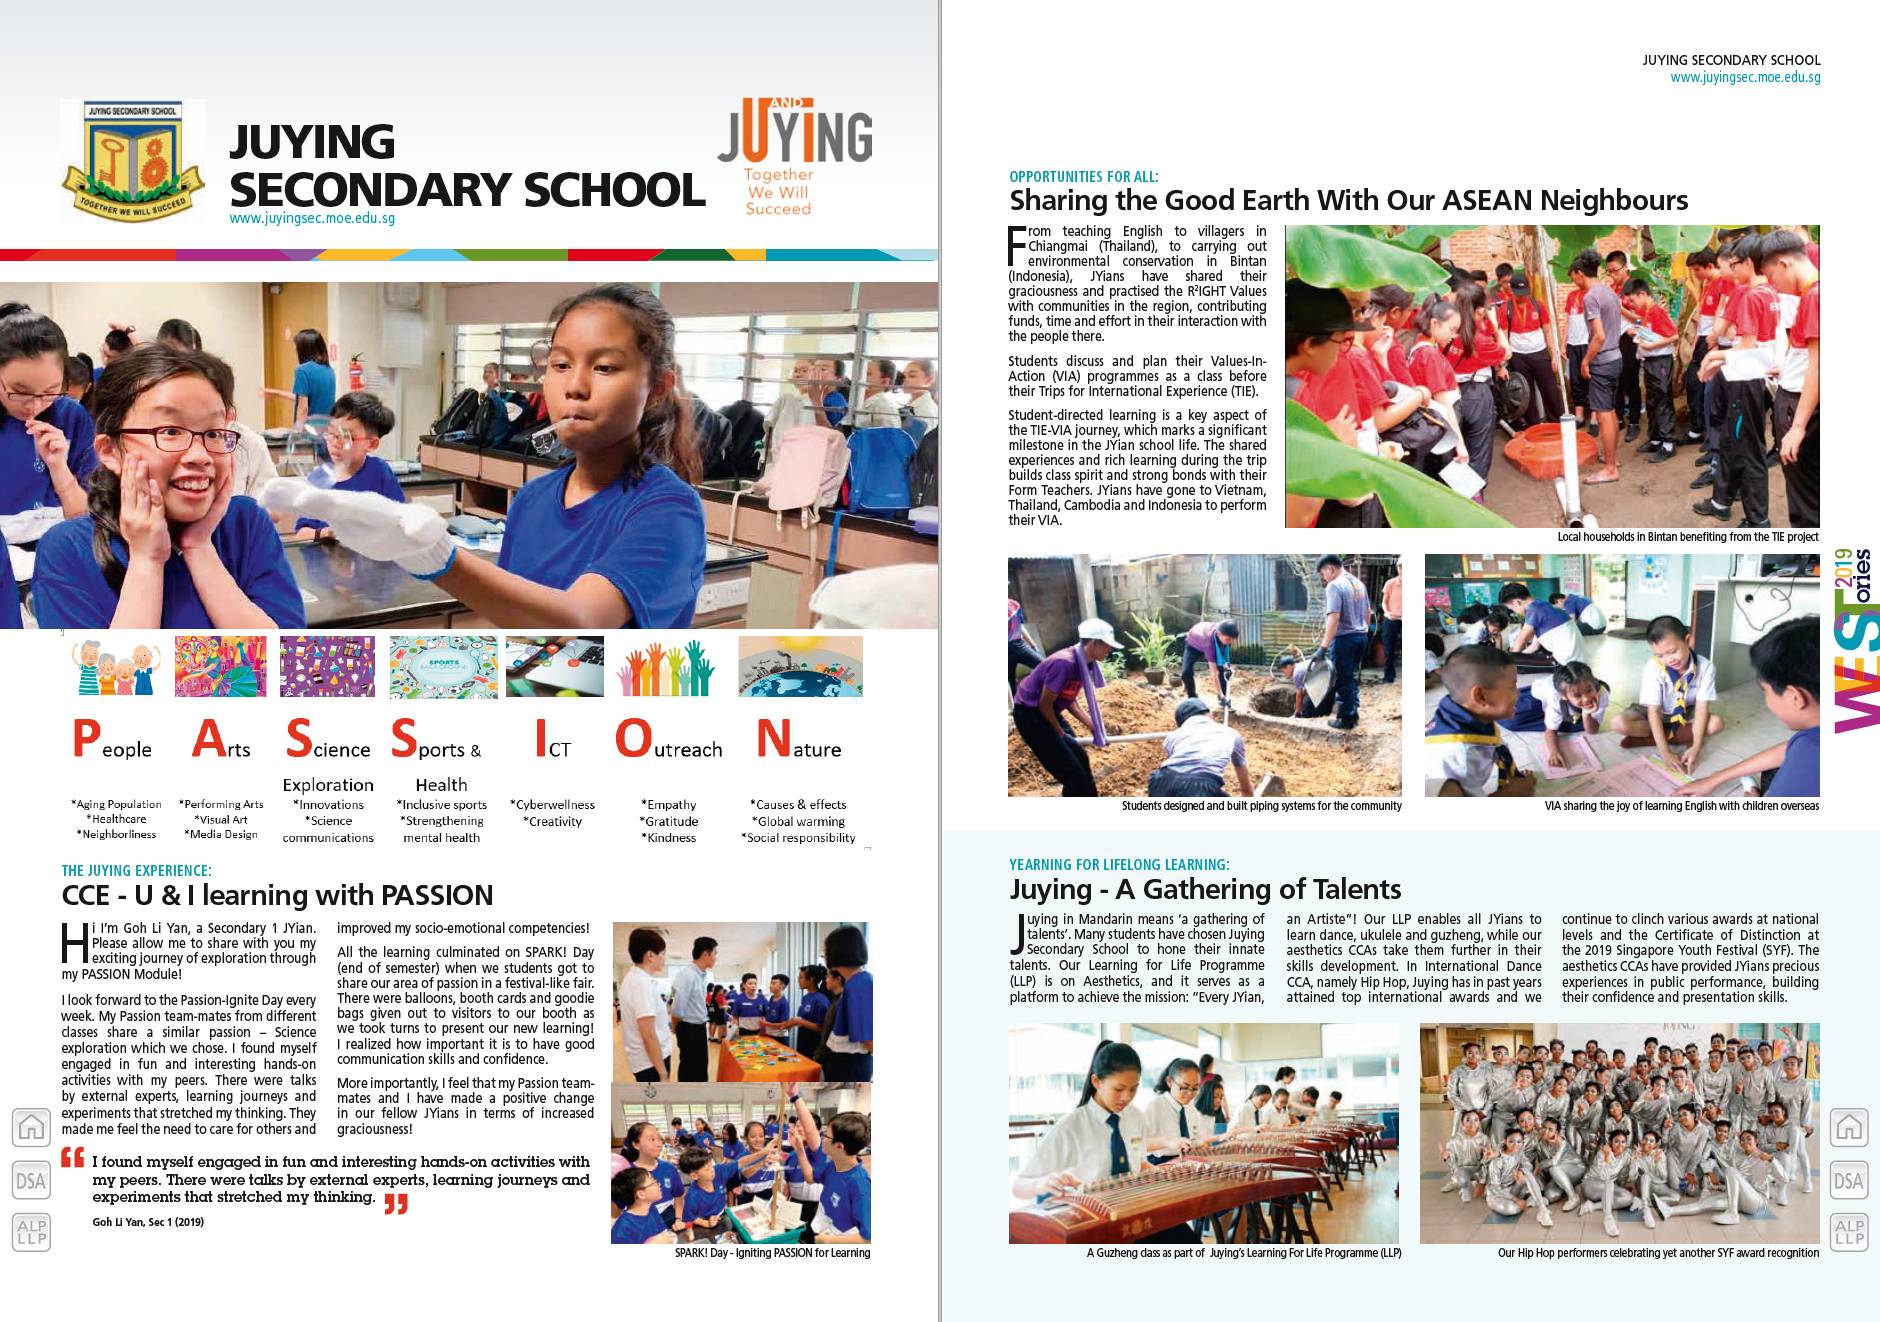 JUYING SECONDARY SCHOOL
TOGETHER WE WILL SUCCEED
JUYING
SECONDARY SCHOOL
www.juyingsec.moe.edu.sg
AND
JUYING
Together
We Will
Succeed
SPORTS
People
*Aging Population
*Healthcare
*Neighborliness
Arts
*Performing Arts
*Visual Art
*Media Design
Science
Exploration
*Innovations
*Science
communications
Sports &
Health
*Inclusive sports
*Strengthening
mental health
ICT
*Cyberwellness
*Creativity
Outreach
*Empathy
*Gratitude
*Kindness
Nature
*Causes & effects
*Global warming
*Social responsibility
THE JUYING EXPERIENCE:
CCE - U & I learning with PASSION
Hi I’m Goh Li Yan, a Secondary 1 JYian.
Please allow me to share with you my
exciting journey of exploration through
my PASSION Module!
I look forward to the Passion-Ignite Day every
week. My Passion team-mates from different
classes share a similar passion – Science
exploration which we chose. I found myself
engaged in fun and interesting hands-on
activities with my peers. There were talks
by external experts, learning journeys and
experiments that stretched my thinking. They
made me feel the need to care for others and
improved my socio-emotional competencies!
All the learning culminated on SPARK! Day
(end of semester) when we students got to
share our area of passion in a festival-like fair.
There were balloons, booth cards and goodie
bags given out to visitors to our booth as
we took turns to present our new learning!
I realized how important it is to have good
communication skills and confidence.
More importantly, I feel that my Passion team-
mates and I have made a positive change
in our fellow JYians in terms of increased
graciousness!
“ I found myself engaged in fun and interesting hands-on activities with
my peers. There were talks by external experts, learning journeys and
experiments that stretched my thinking. ”
Goh Li Yan, Sec 1 (2019)
SPARK! Day - Igniting PASSION for Learning
DSA
ALP
LLP
JUYING SECONDARY SCHOOL
www.juyingsec.moe.edu.sg
OPPORTUNITIES FOR ALL:
Sharing the Good Earth With Our ASEAN Neighbours
From teaching English to villagers in
Chiangmai (Thailand), to carrying out
environmental conservation in Bintan
(Indonesia), JYians have shared their
graciousness and practised the R²IGHT Values
with communities in the region, contributing
funds, time and effort in their interaction with
the people there.
Students discuss and plan their Values-In-
Action (VIA) programmes as a class before
their Trips for International Experience (TIE).
Student-directed learning is a key aspect of
the TIE-VIA journey, which marks a significant
milestone in the JYian school life. The shared
experiences and rich learning during the trip
builds class spirit and strong bonds with their
Form Teachers. JYians have gone to Vietnam,
Thailand, Cambodia and Indonesia to perform
their VIA.
Local households in Bintan benefiting from the TIE project
Students designed and built piping systems for the community
VIA sharing the joy of learning English with children overseas
WESTories 2019
YEARNING FOR LIFELONG LEARNING:
Juying - A Gathering of Talents
Juying in Mandarin means ‘a gathering of
talents’. Many students have chosen Juying
Secondary School to hone their innate
talents. Our Learning for Life Programme
(LLP) is on Aesthetics, and it serves as a
platform to achieve the mission: “Every JYian,
an Artiste”! Our LLP enables all JYians to
learn dance, ukulele and guzheng, while our
aesthetics CCAs take them further in their
skills development. In International Dance
CCA, namely Hip Hop, Juying has in past years
attained top international awards and we
continue to clinch various awards at national
levels and the Certificate of Distinction at
the 2019 Singapore Youth Festival (SYF). The
aesthetics CCAs have provided JYians precious
experiences in public performance, building
their confidence and presentation skills.
A Guzheng class as part of Juying’s Learning For Life Programme (LLP)
Our Hip Hop performers celebrating yet another SYF award recognition
DSA
ALP
LLP